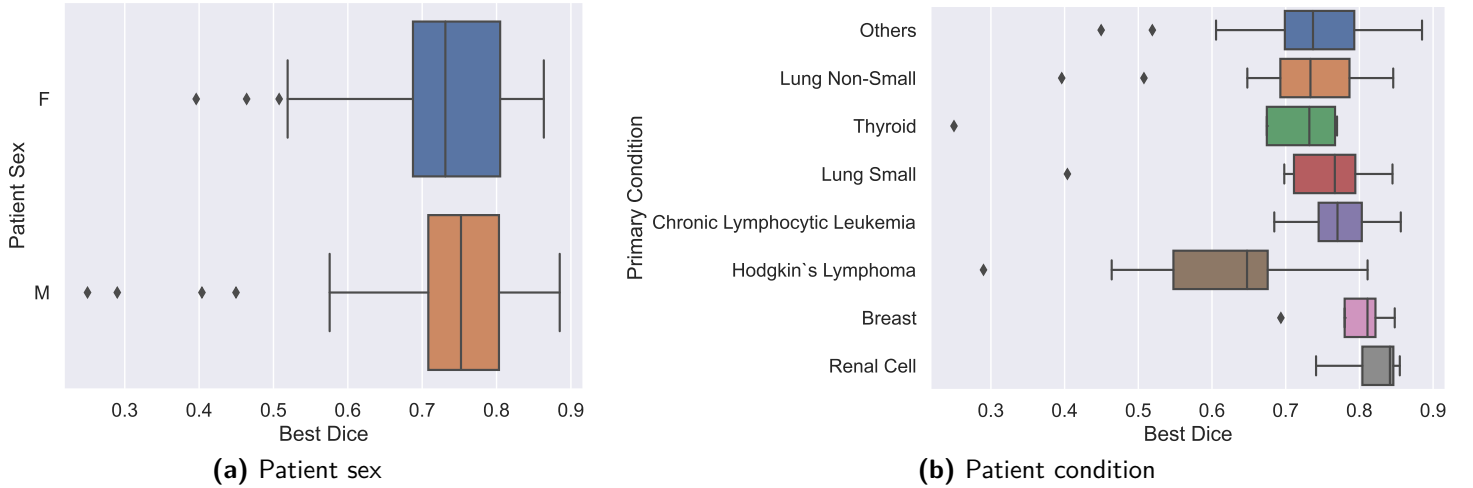 F
M
Patient Sex
0.3 0.4 0.5 0.6 0.7 0.8 0.9
Best Dice
(a) Patient sex
Others
Lung Non-Small
Thyroid
Lung Small
Chronic Lymphocytic Leukemia
Hodgkin`s Lymphoma
Breast
Renal Cell
Primary Condition
0.3 0.4 0.5 0.6 0.7 0.8 0.9
Best Dice
(b) Patient condition